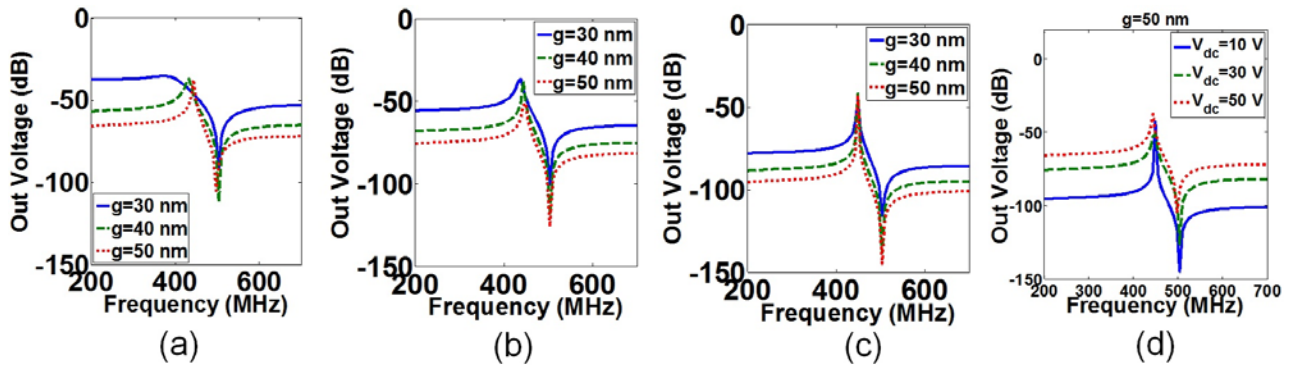 0
-50
-100
-150
200
400
600
Out Voltage (dB)
Frequency (MHz)
g=30 nm
g=40 nm
g=50 nm
(a)
0
-50
-100
-150
200
400
600
Out Voltage (dB)
Frequency (MHz)
g=30 nm
g=40 nm
g=50 nm
(b)
0
-50
-100
-150
200
400
600
Out Voltage (dB)
Frequency (MHz)
g=30 nm
g=40 nm
g=50 nm
(c)
g=50 nm
0
-50
-100
-150
200 300 400 500 600 700
Out Voltage (dB)
Frequency (MHz)
Vdc=10 V
Vdc=30 V
Vdc=50 V
(d)